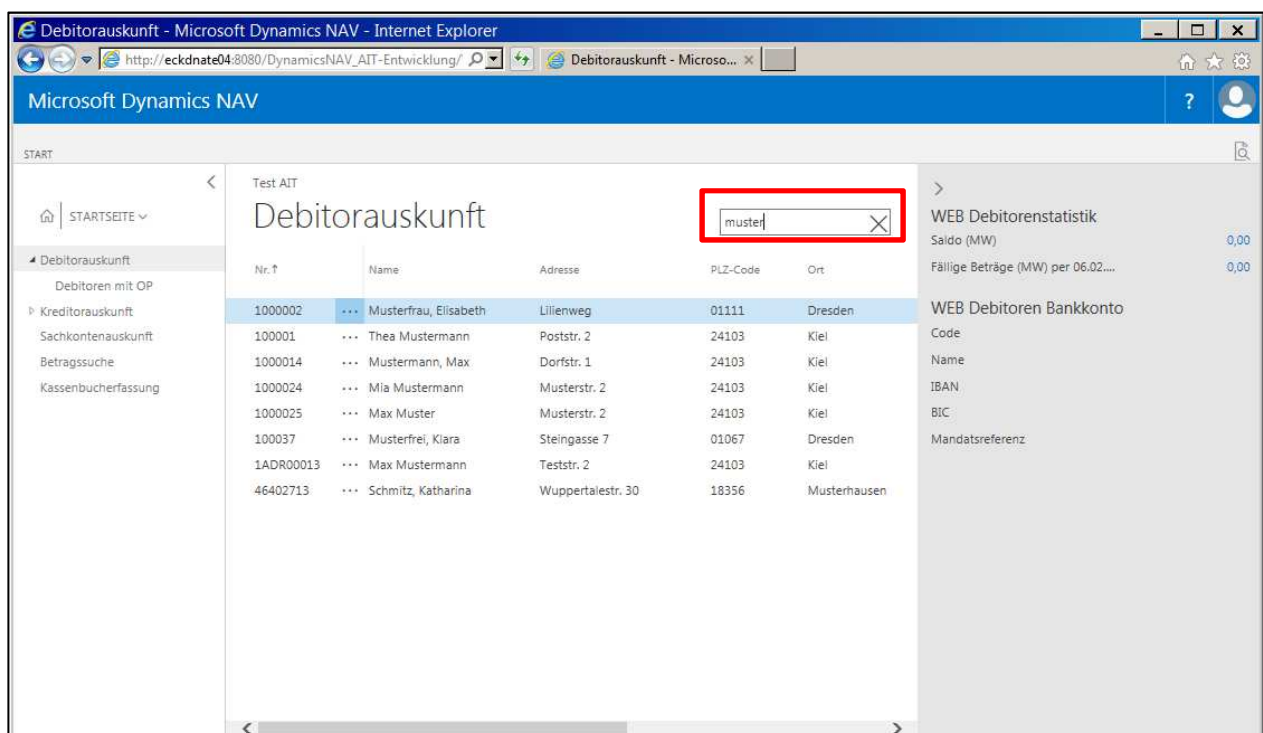 Debitorauskunft - Microsoft Dynamics NAV - Internet Explorer
http://eckdnate04:8080/DynamicsNAV_AIT-Entwicklung/ Debitorauskunft - Microso... ×
Microsoft Dynamics NAV ?
START
Test AIT
STARTSEITE
Debitorauskunft
muster
Debitorauskunft
Debitoren mit OP
Kreditorauskunft
Sachkontenauskunft
Betragssuche
Kassenbucherfassung
Nr. Name Adresse PLZ-Code Ort
1000002 ... Musterfrau, Elisabeth Lilienweg 01111 Dresden
100001 ... Thea Mustermann Poststr. 2 24103 Kiel
1000014 ... Mustermann, Max Dorfstr. 1 24103 Kiel
1000024 ... Mia Mustermann Musterstr. 2 24103 Kiel
1000025 ... Max Muster Musterstr. 2 24103 Kiel
100037 ... Musterfrei, Klara Steingasse 7 01067 Dresden
1ADR00013 ... Max Mustermann Teststr. 2 24103 Kiel
46402713 ... Schmitz, Katharina Wuppertalestr. 30 18356 Musterhausen
WEB Debitorenstatistik
Saldo (MW) 0,00
Fällige Beträge (MW) per 06.02.... 0,00
WEB Debitoren Bankkonto
Code
Name
IBAN
BIC
Mandatsreferenz